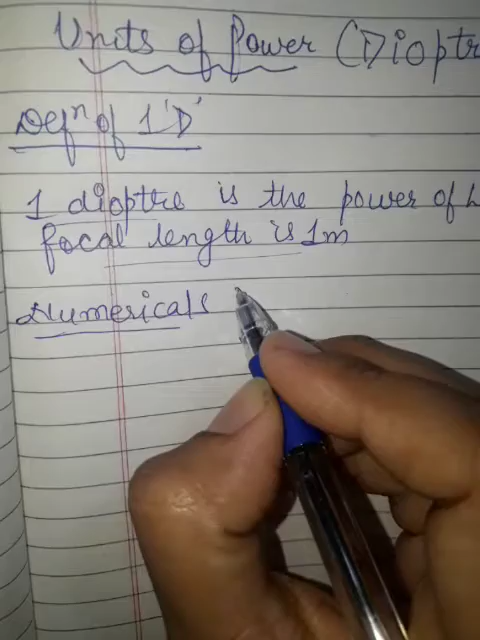 Units of Power (Dioptr
Defⁿ of 1 'D'
1 dioptre is the power of
focal length is 1m
Numericals